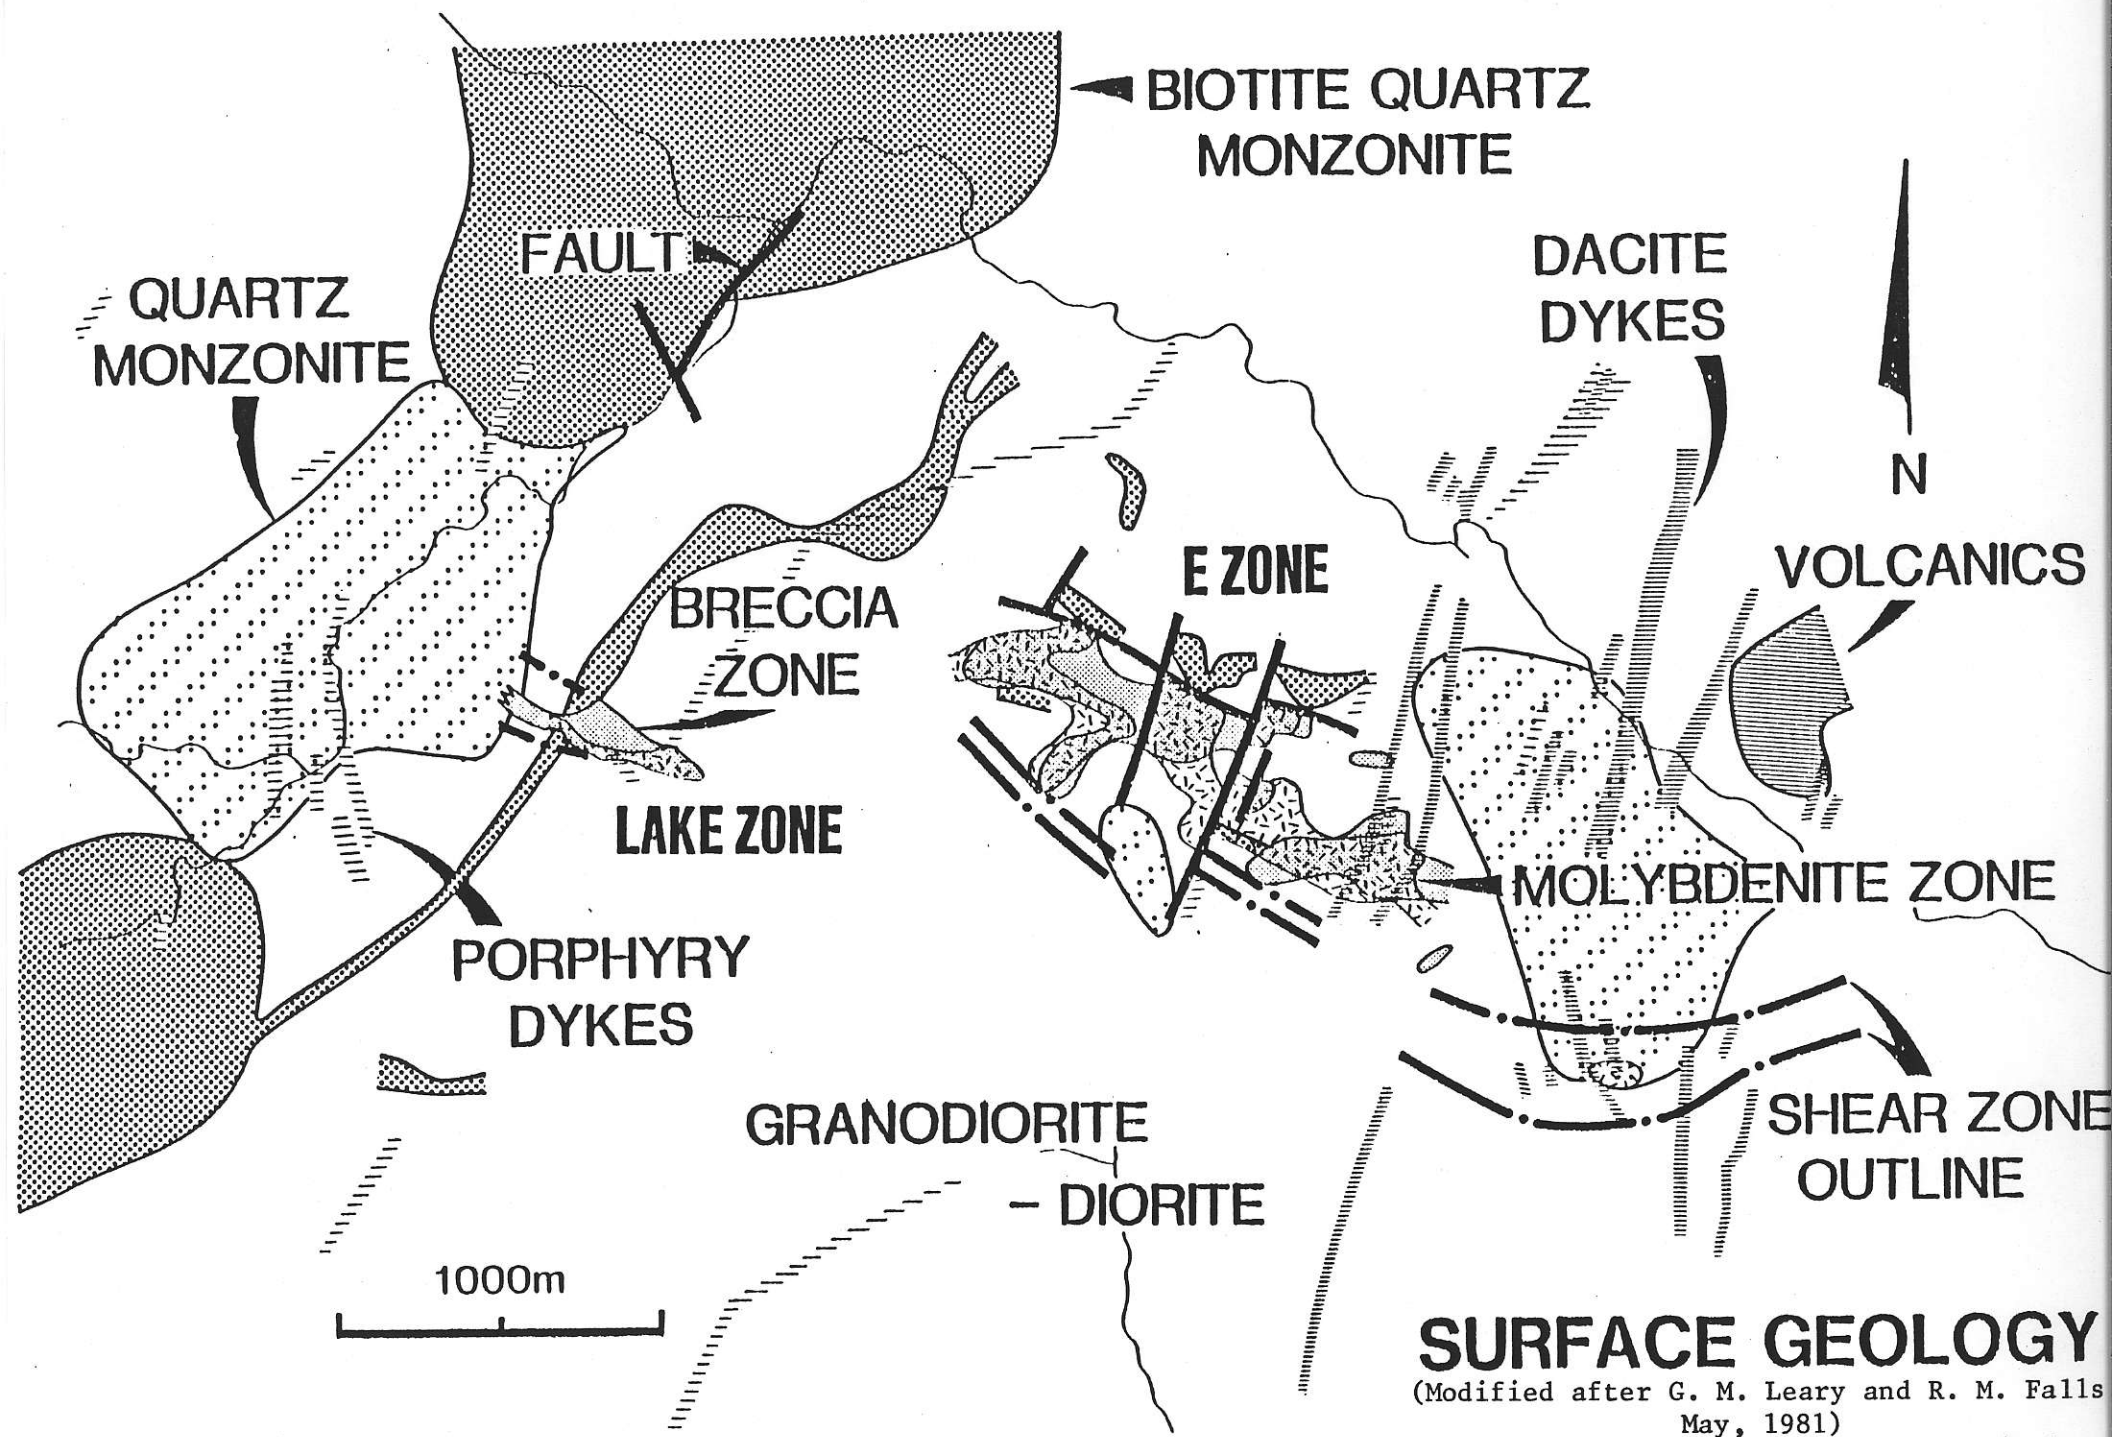 BIOTITE QUARTZ
MONZONITE
FAULT
QUARTZ
MONZONITE
DACITE
DYKES
N
E ZONE
VOLCANICS
BRECCIA
ZONE
LAKE ZONE
MOLYBDENITE ZONE
PORPHYRY
DYKES
GRANODIORITE
– DIORITE
SHEAR ZONE
OUTLINE
1000m
SURFACE GEOLOGY
(Modified after G. M. Leary and R. M. Falls
May, 1981)